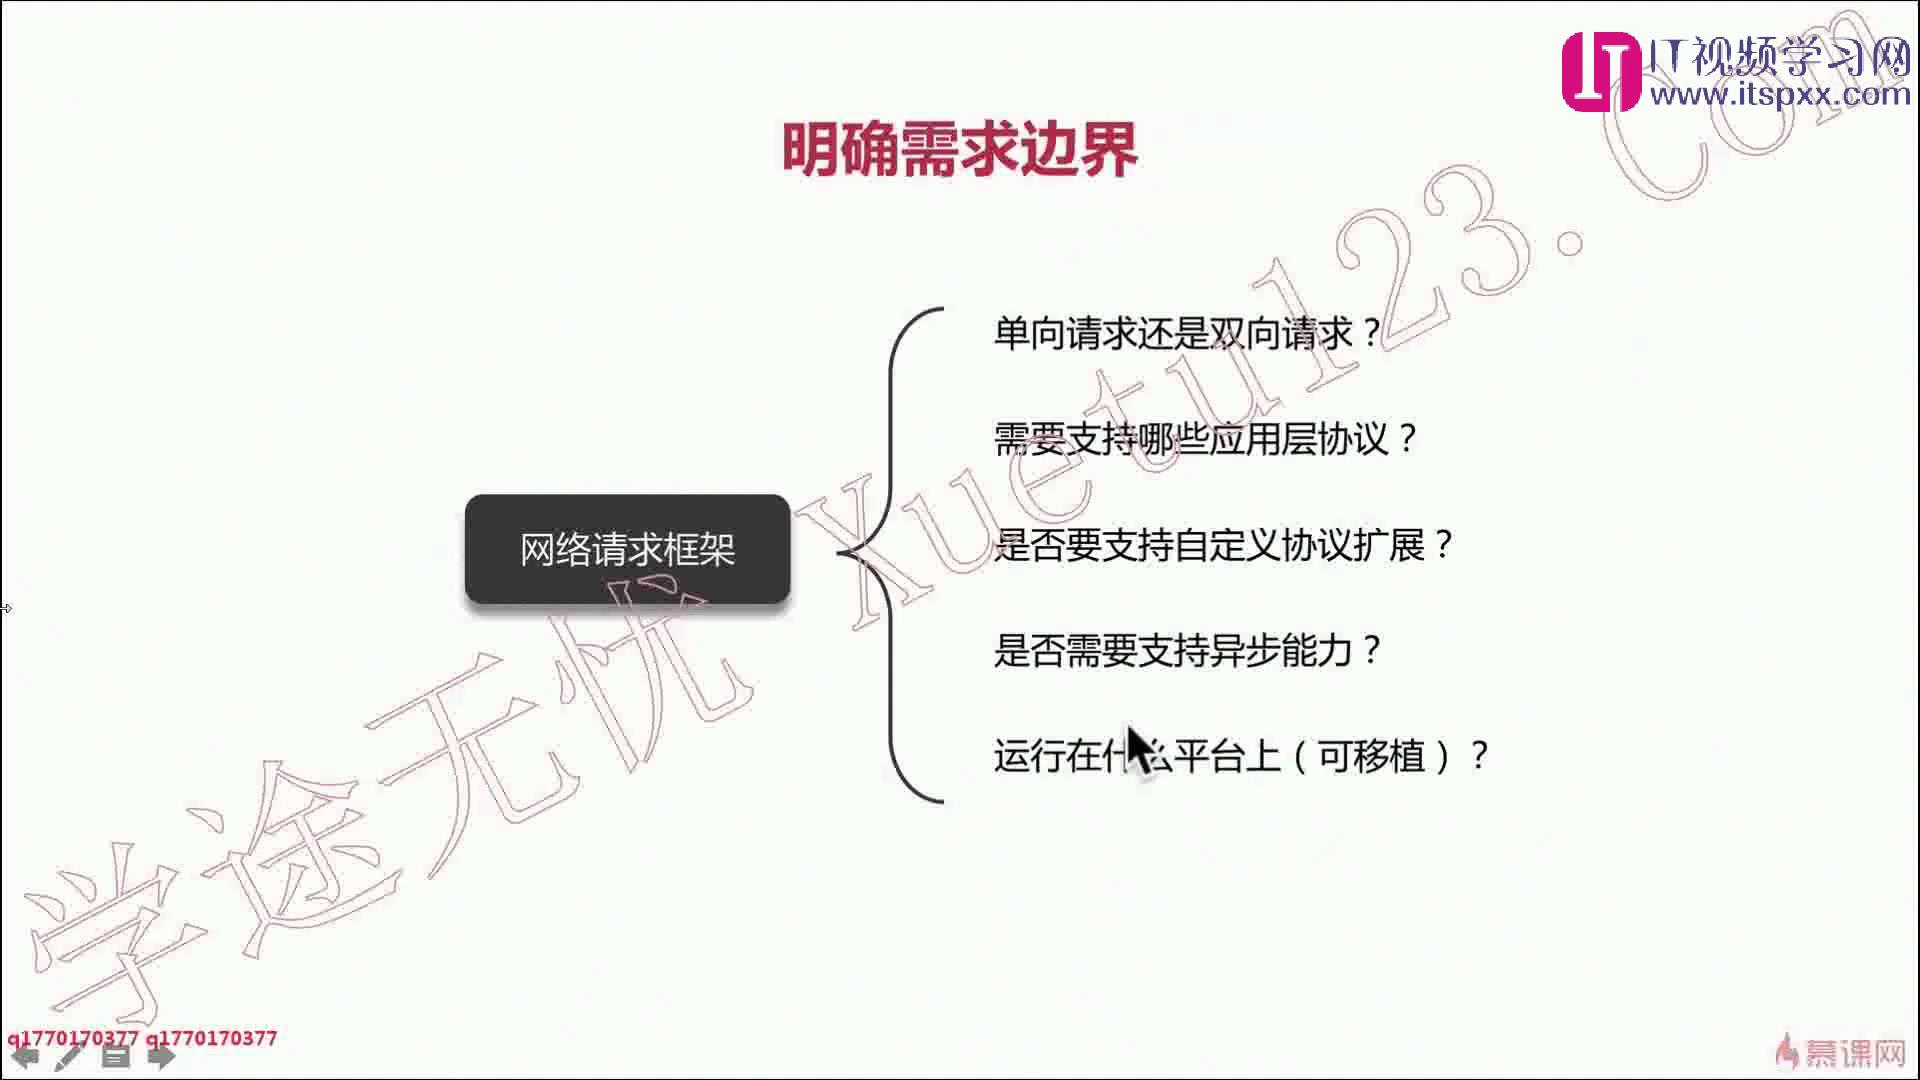 IT视频学习网
www.itspxx.com
明确需求边界
单向请求还是双向请求？
需要支持哪些应用层协议？
网络请求框架
是否要支持自定义协议扩展？
是否需要支持异步能力？
运行在什么平台上（可移植）？
学途无忧 Xuetu123.Com
q1770170377 q1770170377
慕课网